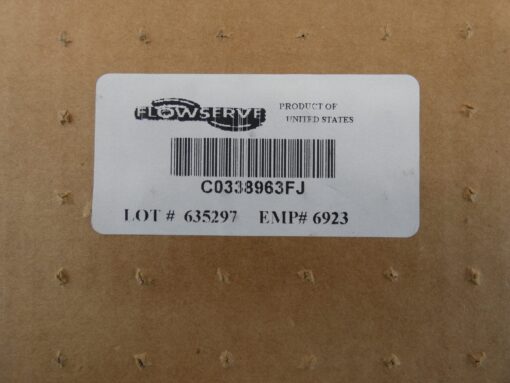 FLOWSERVE
PRODUCT OF
UNITED STATES
C0338963FJ
LOT # 635297 EMP# 6923